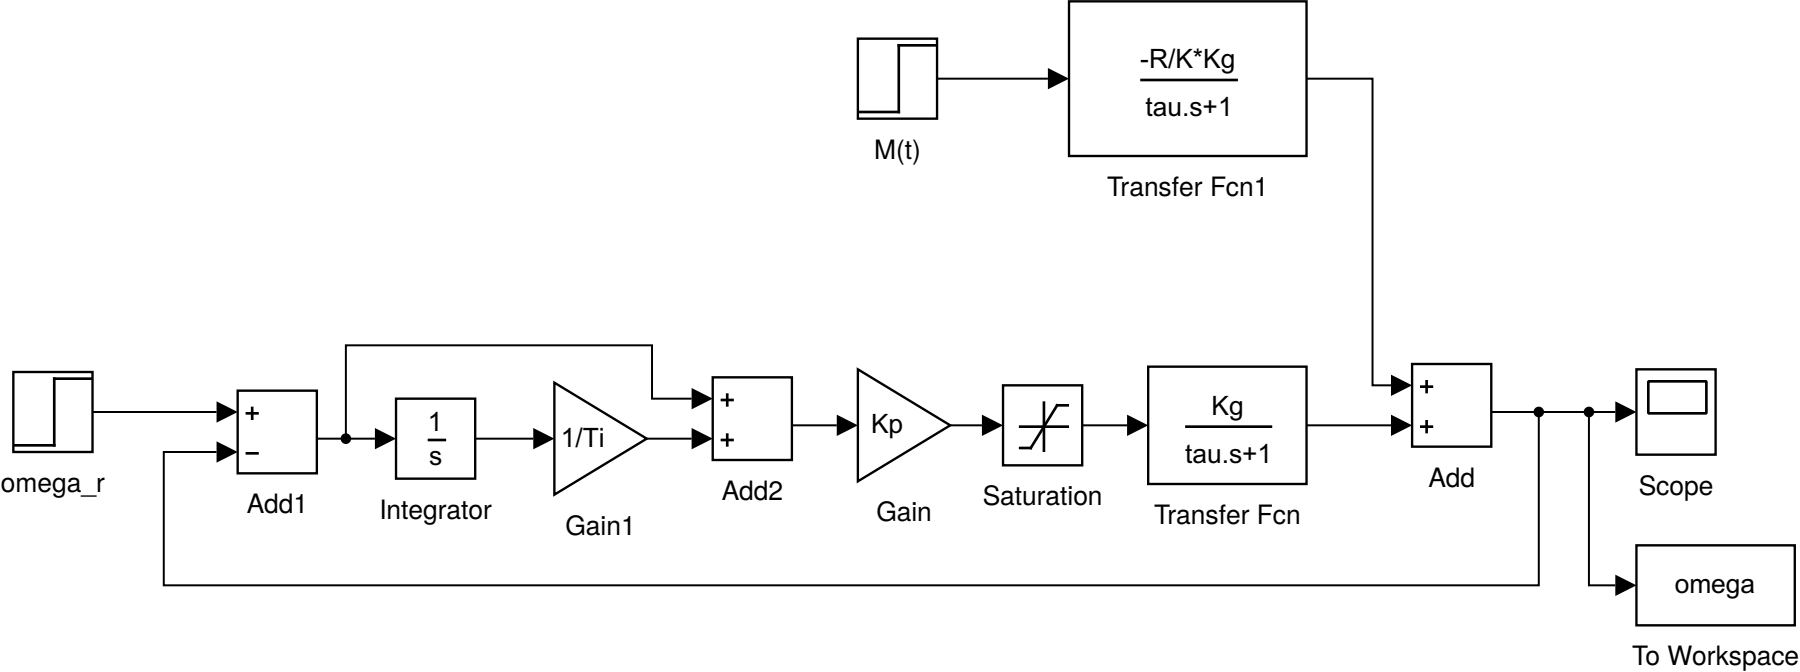 -R/K*Kg
tau.s+1
M(t)
Transfer Fcn1
omega_r
+
−
Add1
1
s
Integrator
1/Ti
Gain1
+
+
Add2
Kp
Gain
Saturation
Kg
tau.s+1
Transfer Fcn
+
+
Add
Scope
omega
To Workspace